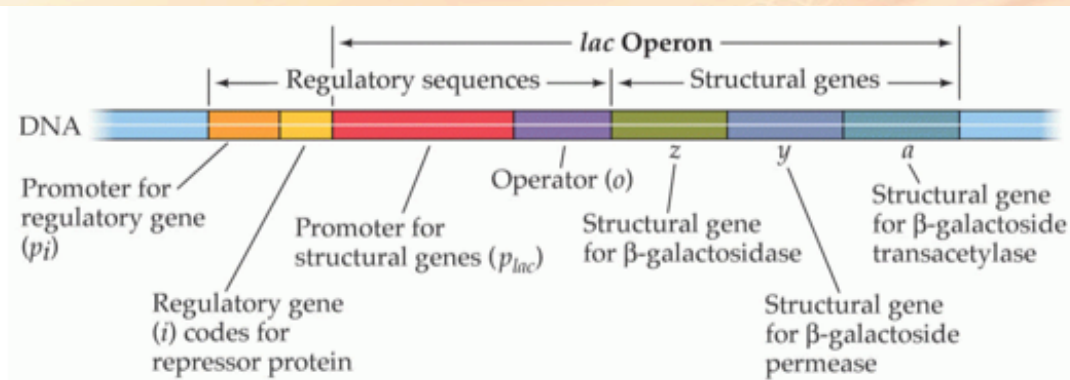 lac Operon
Regulatory sequences
Structural genes
DNA
z
y
a
Promoter for
regulatory gene
(pi)
Regulatory gene
(i) codes for
repressor protein
Promoter for
structural genes (plac)
Operator (o)
Structural gene
for β-galactosidase
Structural gene
for β-galactoside
permease
Structural gene
for β-galactoside
transacetylase